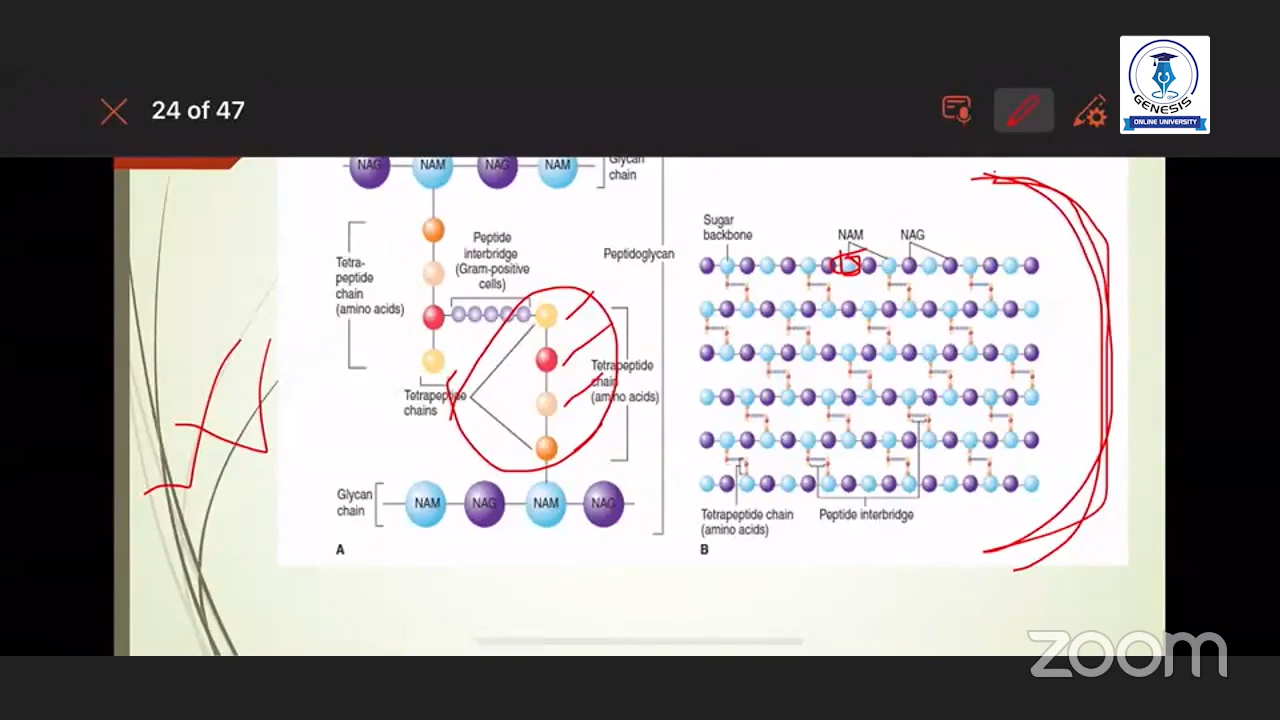 GENESIS
ONLINE UNIVERSITY
24 of 47
NAG NAM NAG NAM
Glycan
chain
Tetra-
peptide
chain
(amino acids)
Peptide
interbridge
(Gram-positive
cells)
Peptidoglycan
Tetrapeptide
chains
Tetrapeptide
chain
(amino acids)
Glycan
chain
NAM NAG NAM NAG
A
Sugar
backbone
NAM
NAG
Tetrapeptide chain
(amino acids)
Peptide interbridge
B
zoom